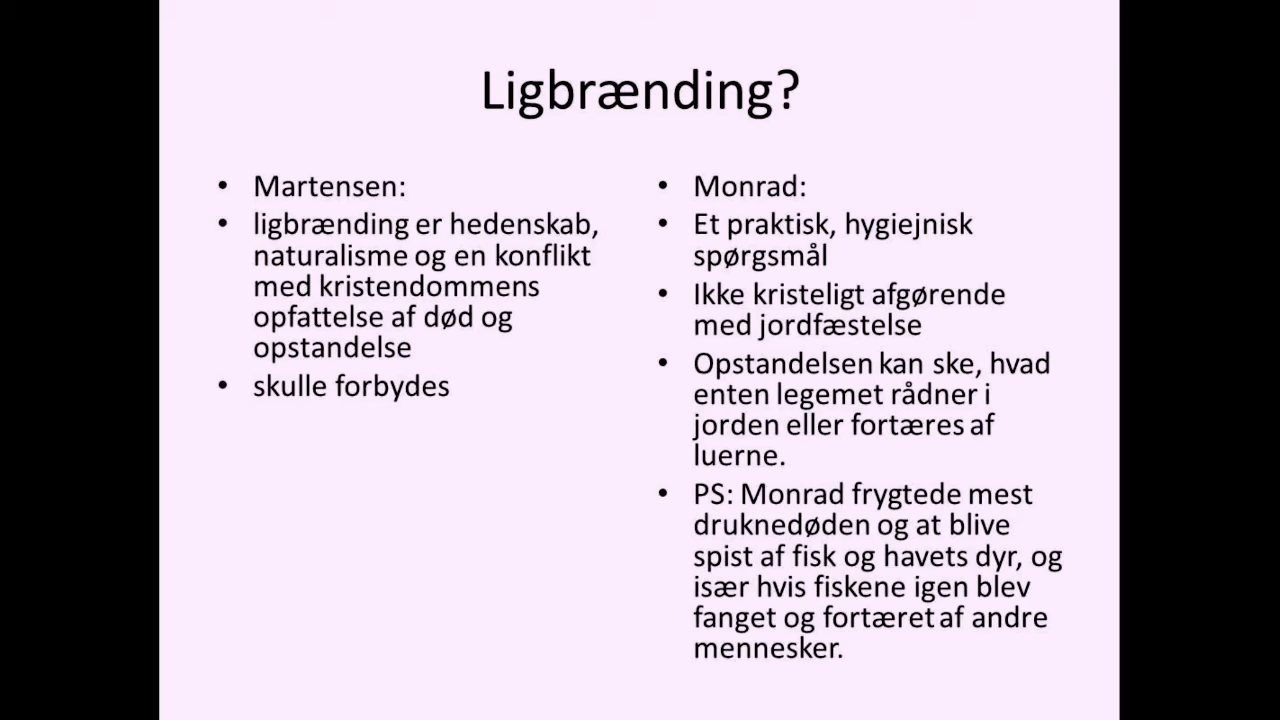 Ligbrænding?
Martensen:
ligbrænding er hedenskab,
naturalisme og en konflikt
med kristendommens
opfattelse af død og
opstandelse
skulle forbydes
Monrad:
Et praktisk, hygiejnisk
spørgsmål
Ikke kristeligt afgørende
med jordfæstelse
Opstandelsen kan ske, hvad
enten legemet rådner i
jorden eller fortæres af
luerne.
PS: Monrad frygtede mest
druknedøden og at blive
spist af fisk og havets dyr, og
især hvis fiskene igen blev
fanget og fortæret af andre
mennesker.